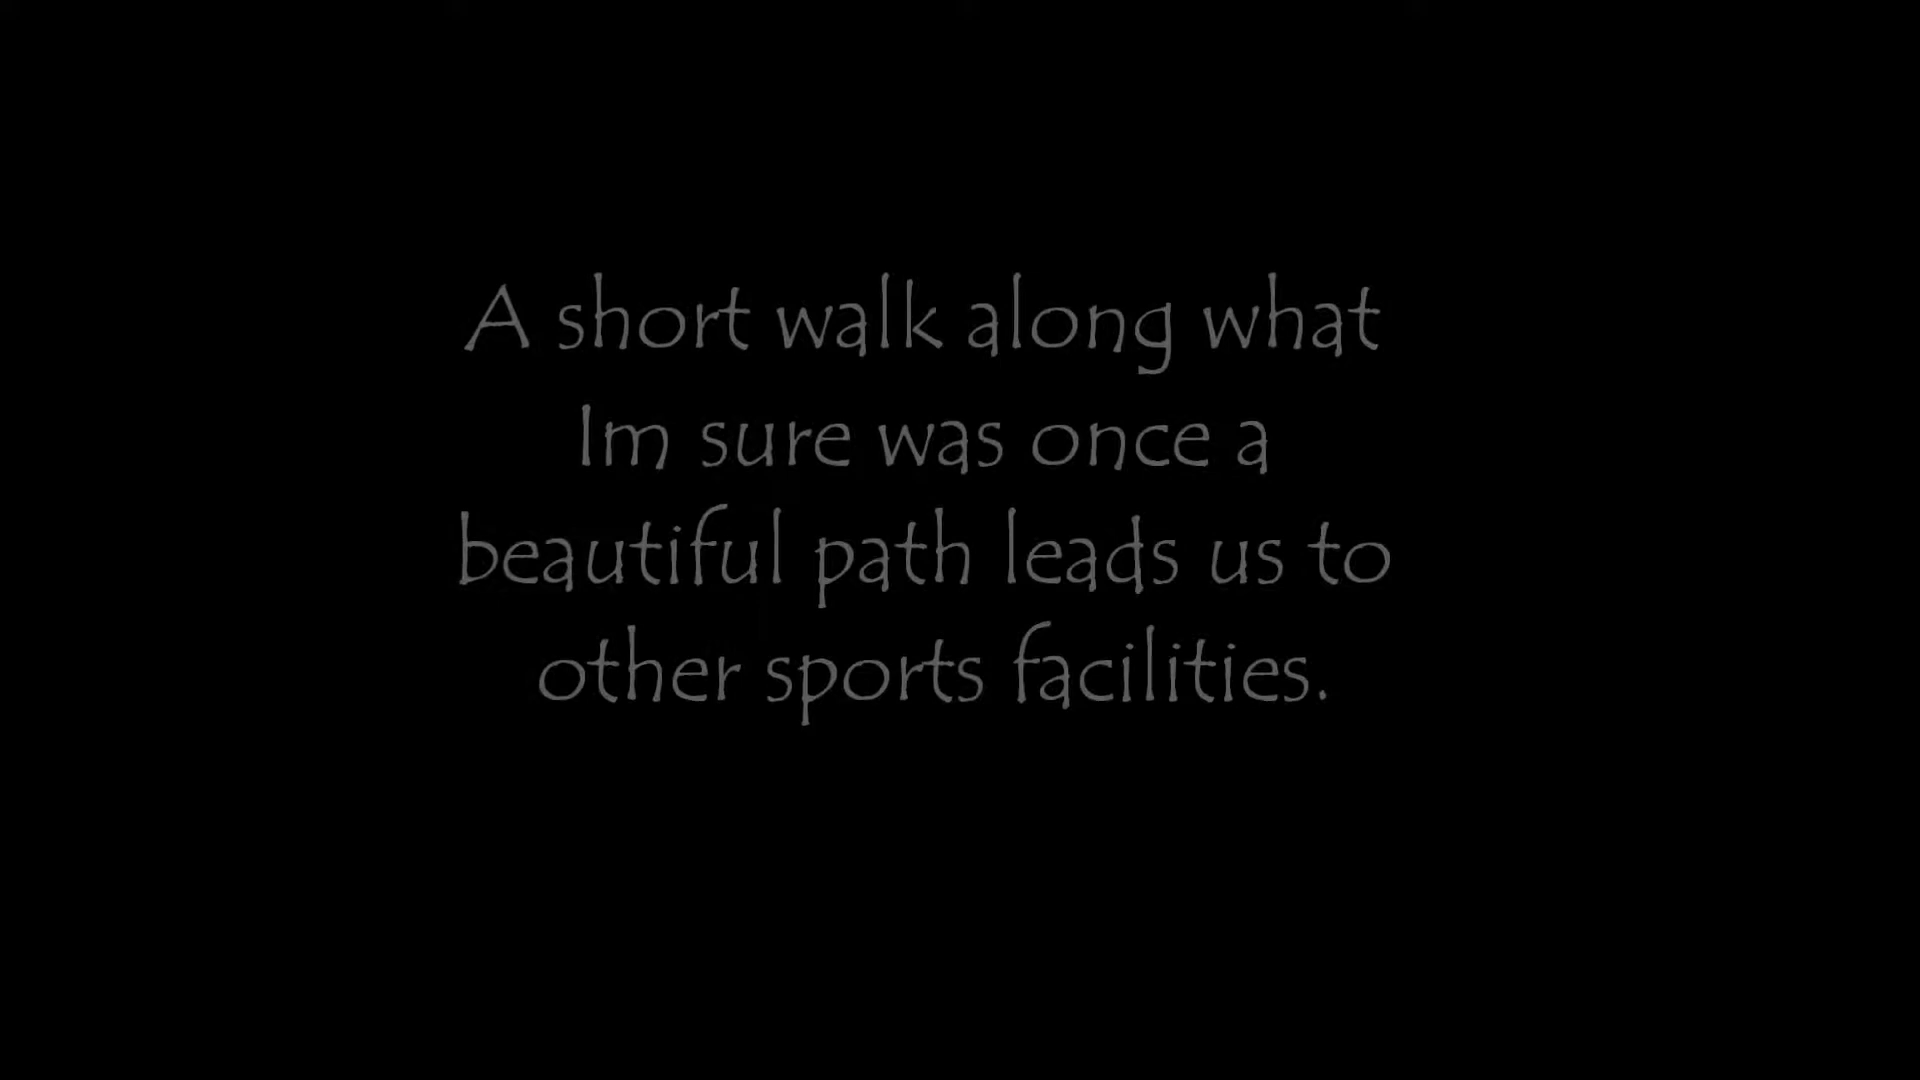 A short walk along what
Im sure was once a
beautiful path leads us to
other sports facilities.